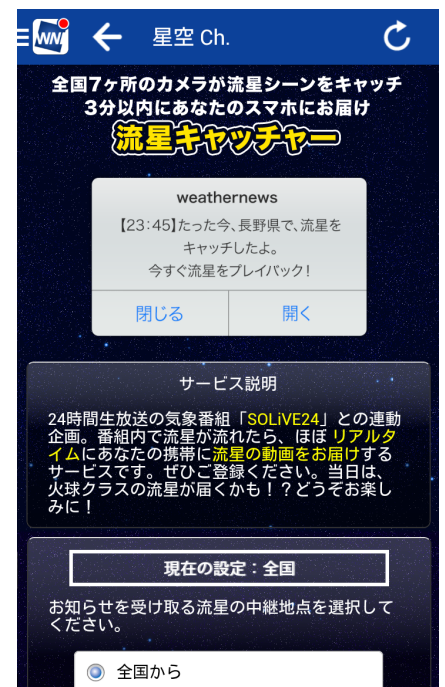 WNI
星空 Ch.
全国7ヶ所のカメラが流星シーンをキャッチ
3分以内にあなたのスマホにお届け
流星キャッチャー
weathernews
【23:45】たった今、長野県で、流星を
キャッチしたよ。
今すぐ流星をプレイバック!
閉じる
開く
サービス説明
24時間生放送の気象番組「SOLiVE24」との連動
企画。番組内で流星が流れたら、ほぼ リアルタ
イムにあなたの携帯に流星の動画をお届けする
サービスです。ぜひご登録ください。当日は、
火球クラスの流星が届くかも!？どうぞお楽し
みに!
現在の設定：全国
お知らせを受け取る流星の中継地点を選択して
ください。
全国から